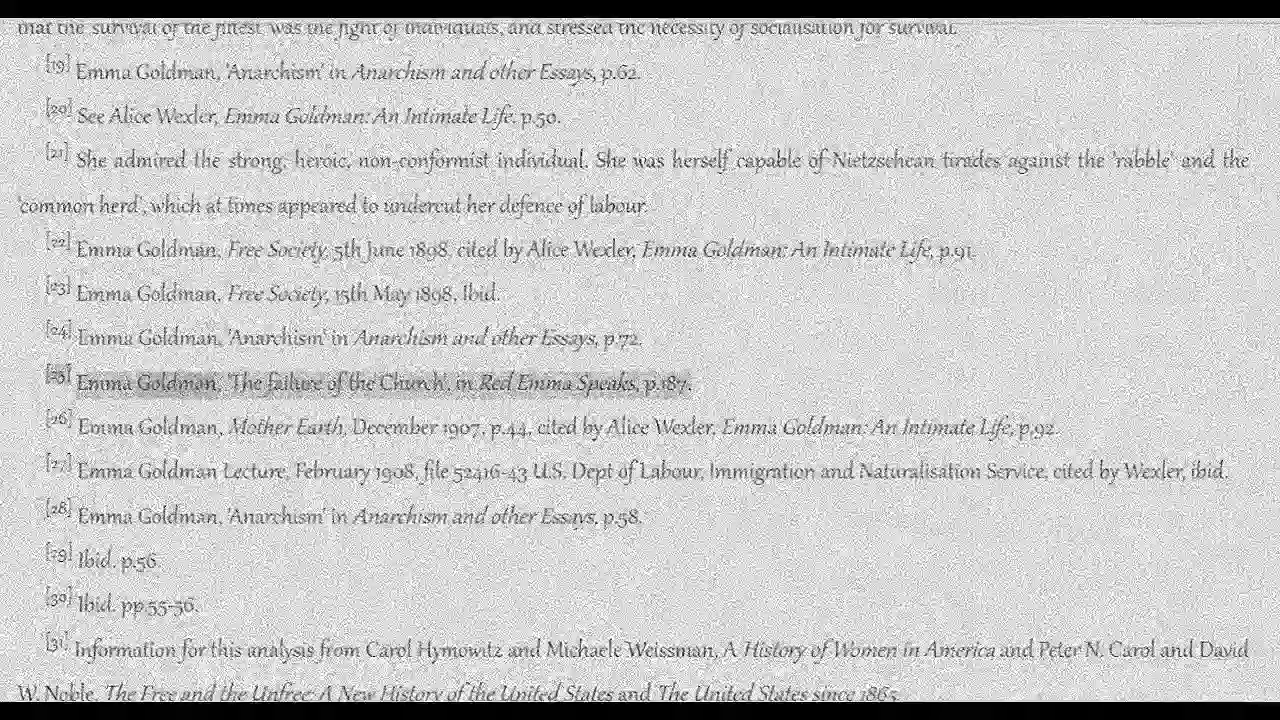 that the survival of the fittest was the fight of individuals, and stressed the necessity of socialisation for survival.
[19] Emma Goldman, 'Anarchism' in Anarchism and other Essays, p.62.
[20] See Alice Wexler, Emma Goldman: An Intimate Life. p.50.
[21] She admired the strong, heroic, non-conformist individual. She was herself capable of Nietzschean tirades against the 'rabble' and the
'common herd', which at times appeared to undercut her defence of labour.
[22] Emma Goldman, Free Society, 5th June 1898, cited by Alice Wexler, Emma Goldman: An Intimate Life, p.91.
[23] Emma Goldman, Free Society, 15th May 1898, Ibid.
[24] Emma Goldman, 'Anarchism' in Anarchism and other Essays, p.72.
[25] Emma Goldman, 'The failure of the Church', in Red Emma Speaks, p.187.
[26] Emma Goldman, Mother Earth, December 1907, p.44, cited by Alice Wexler, Emma Goldman: An Intimate Life, p.92.
[27] Emma Goldman Lecture, February 1908, file 52416-43 U.S. Dept of Labour, Immigration and Naturalisation Service, cited by Wexler, ibid.
[28] Emma Goldman, 'Anarchism' in Anarchism and other Essays, p.58.
[29] Ibid. p.56.
[30] Ibid. pp.55-56.
[31] Information for this analysis from Carol Hymowitz and Michaele Weissman, A History of Women in America and Peter N. Carol and David
W. Noble, The Free and the Unfree: A New History of the United States and The United States since 1865.